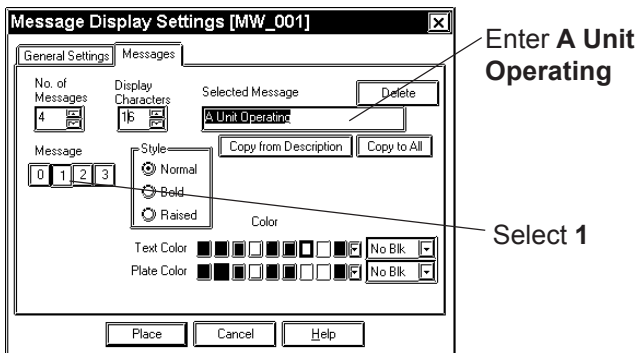 Message Display Settings [MW_001]
General Settings Messages
No. of Messages
Display Characters
Selected Message
Delete
4
16
A Unit Operating
Copy from Description
Copy to All
Message
0 1 2 3
Style
Normal
Bold
Raised
Color
Text Color
No Blk
Plate Color
No Blk
Place
Cancel
Help
Enter A Unit
Operating
Select 1